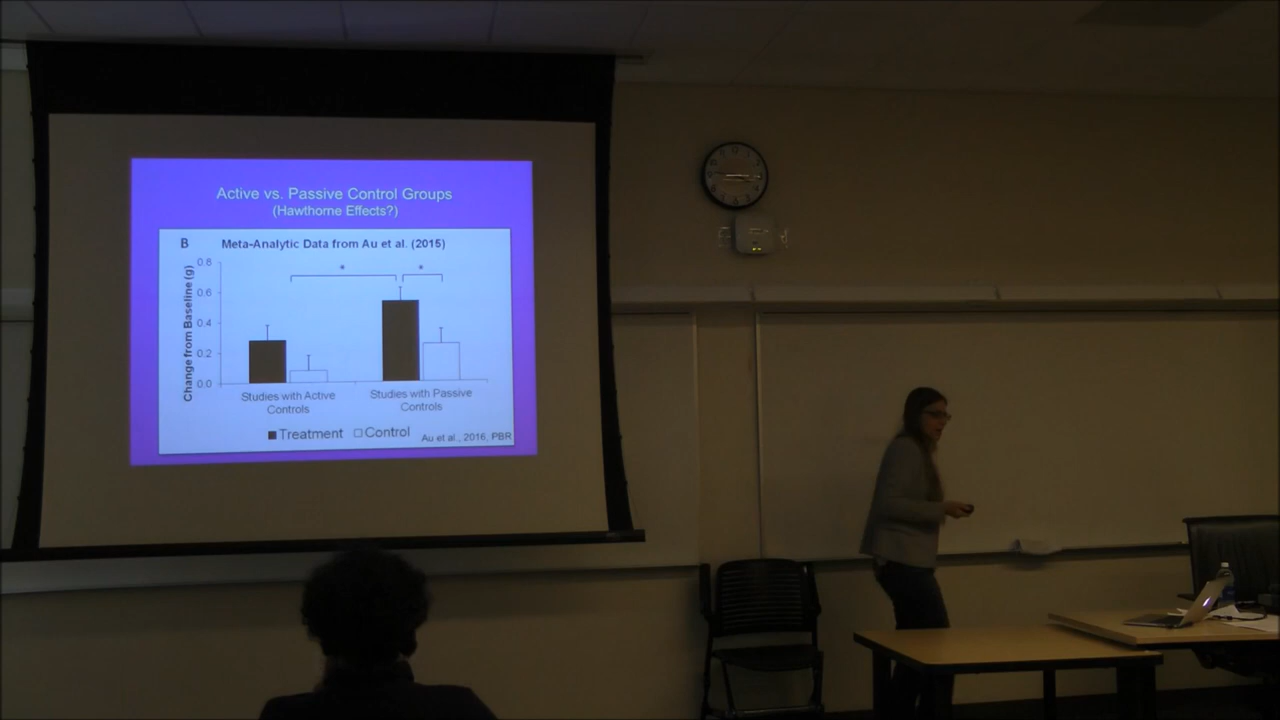 Active vs. Passive Control Groups
(Hawthorne Effects?)
B Meta-Analytic Data from Au et al. (2015)
Change from Baseline (g)
0.8
0.6
0.4
0.2
0.0
* *
Studies with Active
Controls
Studies with Passive
Controls
Treatment Control
Au et al., 2016, PBR